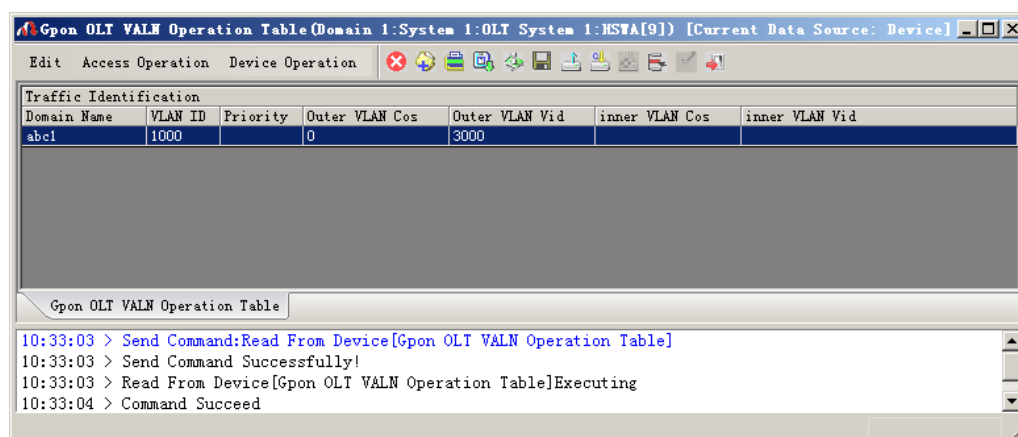 Gpon OLT VALN Operation Table(Domain 1:System 1:OLT System 1:HSWA[9]) [Current Data Source: Device]
Edit Access Operation Device Operation
Traffic Identification
Domain Name VLAN ID Priority Outer VLAN Cos Outer VLAN Vid inner VLAN Cos inner VLAN Vid
abc1 1000 0 3000
Gpon OLT VALN Operation Table
10:33:03 > Send Command:Read From Device[Gpon OLT VALN Operation Table]
10:33:03 > Send Command Successfully!
10:33:03 > Read From Device[Gpon OLT VALN Operation Table]Executing
10:33:04 > Command Succeed